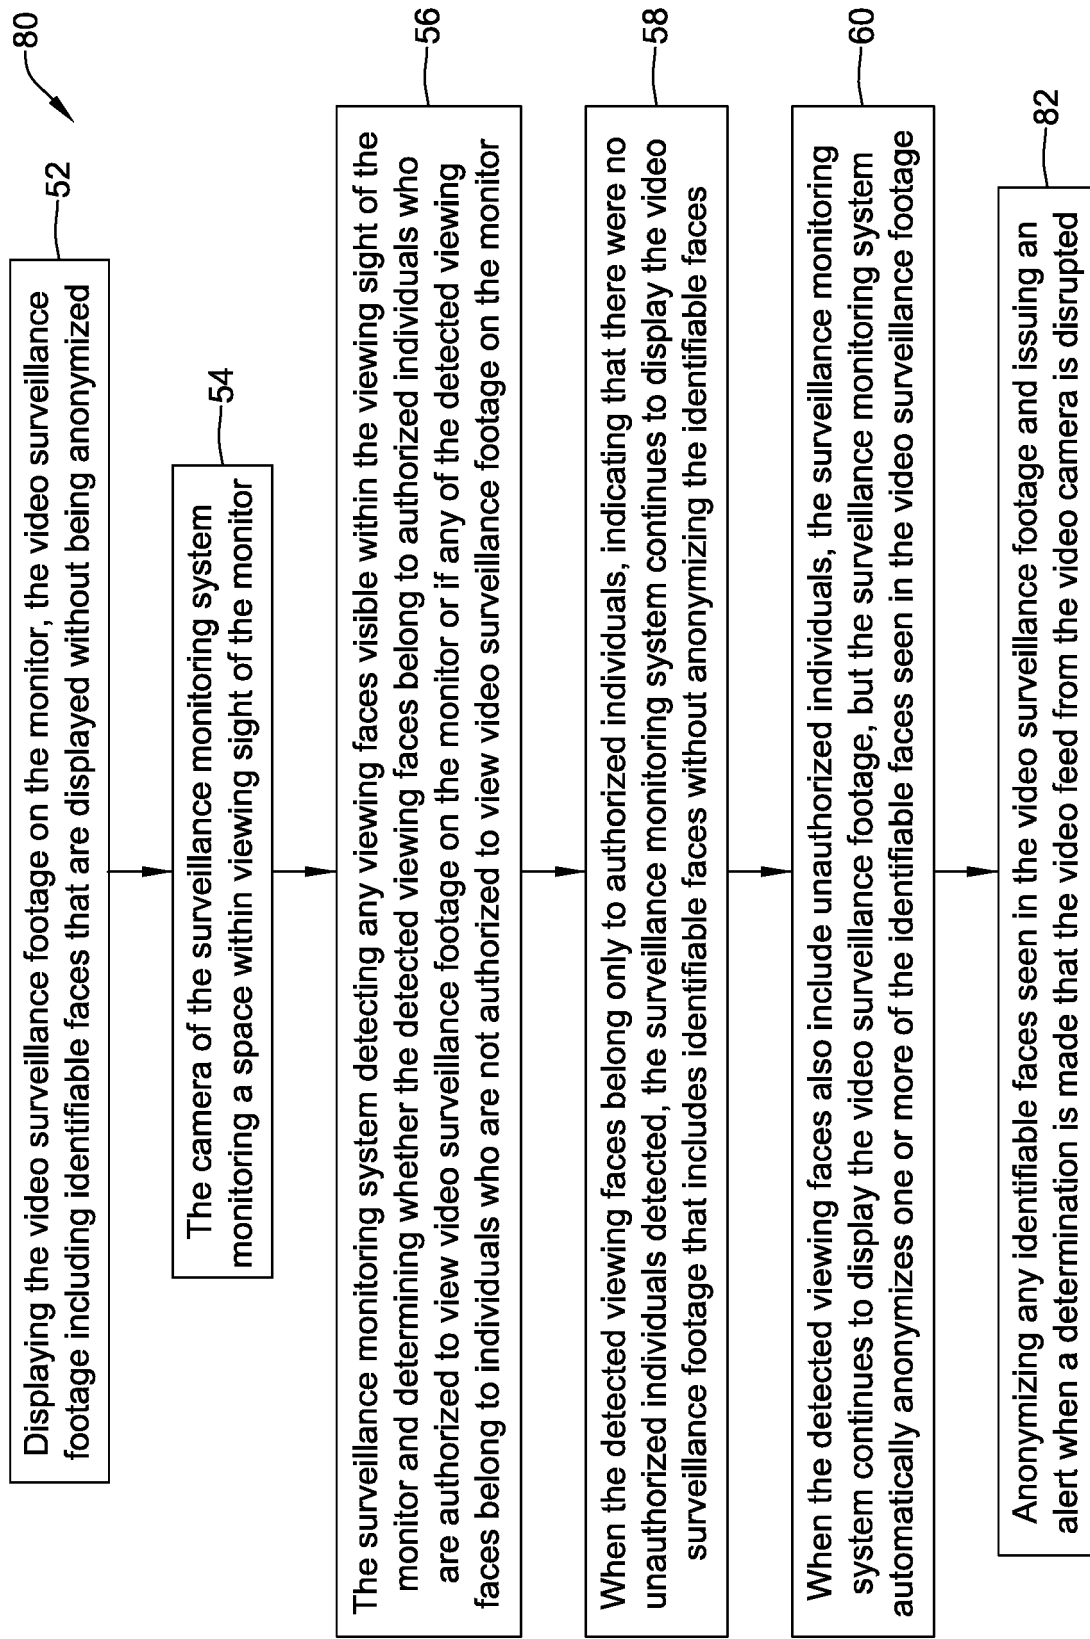 80
52
Displaying the video surveillance footage on the monitor, the video surveillance
footage including identifiable faces that are displayed without being anonymized
54
The camera of the surveillance monitoring system
monitoring a space within viewing sight of the monitor
56
The surveillance monitoring system detecting any viewing faces visible within the viewing sight of the
monitor and determining whether the detected viewing faces belong to authorized individuals who
are authorized to view video surveillance footage on the monitor or if any of the detected viewing
faces belong to individuals who are not authorized to view video surveillance footage on the monitor
58
When the detected viewing faces belong only to authorized individuals, indicating that there were no
unauthorized individuals detected, the surveillance monitoring system continues to display the video
surveillance footage that includes identifiable faces without anonymizing the identifiable faces
60
When the detected viewing faces also include unauthorized individuals, the surveillance monitoring
system continues to display the video surveillance footage, but the surveillance monitoring system
automatically anonymizes one or more of the identifiable faces seen in the video surveillance footage
82
Anonymizing any identifiable faces seen in the video surveillance footage and issuing an
alert when a determination is made that the video feed from the video camera is disrupted